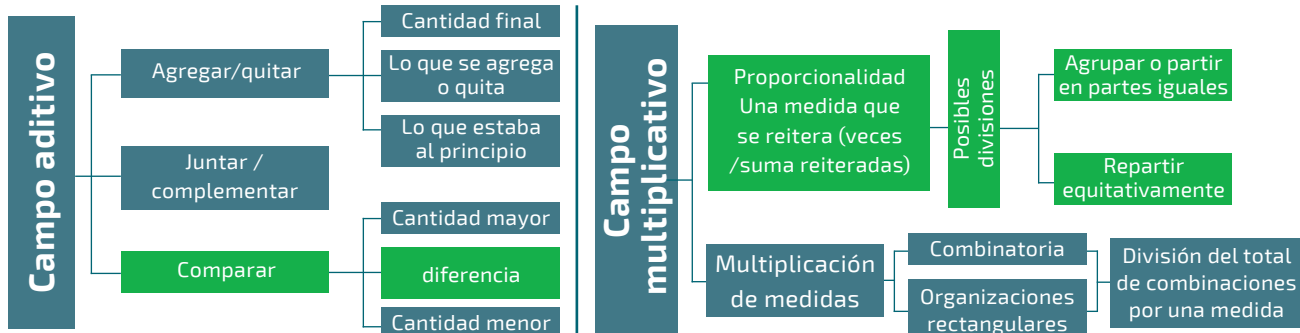 Campo aditivo
Agregar/quitar
Cantidad final
Lo que se agrega
o quita
Lo que estaba
al principio
Juntar /
complementar
Comparar
Cantidad mayor
diferencia
Cantidad menor
Campo
multiplicativo
Proporcionalidad
Una medida que
se reitera (veces
/suma reiteradas)
Posibles
divisiones
Agrupar o partir
en partes iguales
Repartir
equitativamente
Multiplicación
de medidas
Combinatoria
Organizaciones
rectangulares
División del total
de combinaciones
por una medida